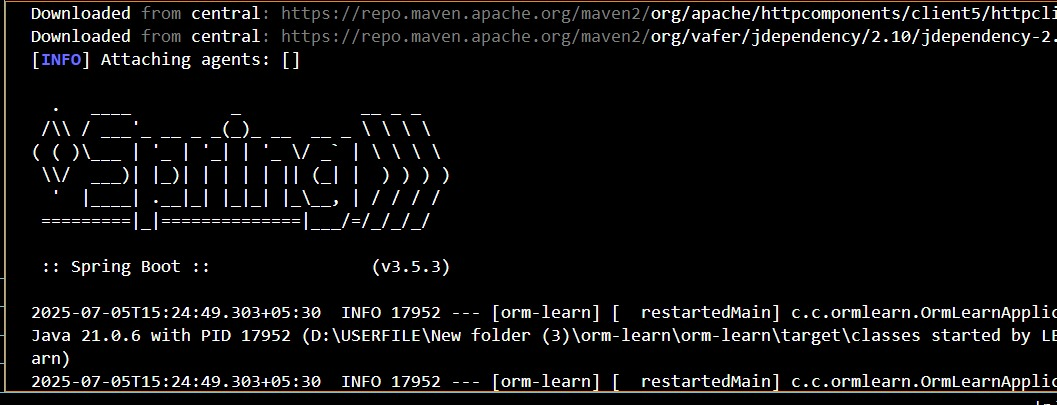 Downloaded from central: https://repo.maven.apache.org/maven2/org/apache/httpcomponents/client5/httpcli
Downloaded from central: https://repo.maven.apache.org/maven2/org/vafer/jdependency/2.10/jdependency-2.
[INFO] Attaching agents: []
  .   ____          _            __ _ _
 /\\ / ___'_ __ _ _(_)_ __  __ _ \ \ \ \
( ( )\___ | '_ | '_| | '_ \/ _` | \ \ \ \
 \\/  ___)| |_)| | | | | || (_| |  ) ) ) )
  '  |____| .__|_| |_|_| |_\__, | / / / /
 =========|_|==============|___/=/_/_/_/
 :: Spring Boot ::                (v3.5.3)
2025-07-05T15:24:49.303+05:30  INFO 17952 --- [orm-learn] [  restartedMain] c.c.ormlearn.OrmLearnApplic
Java 21.0.6 with PID 17952 (D:\USERFILE\New folder (3)\orm-learn\orm-learn\target\classes started by LE
arn)
2025-07-05T15:24:49.303+05:30  INFO 17952 --- [orm-learn] [  restartedMain] c.c.ormlearn.OrmLearnApplic